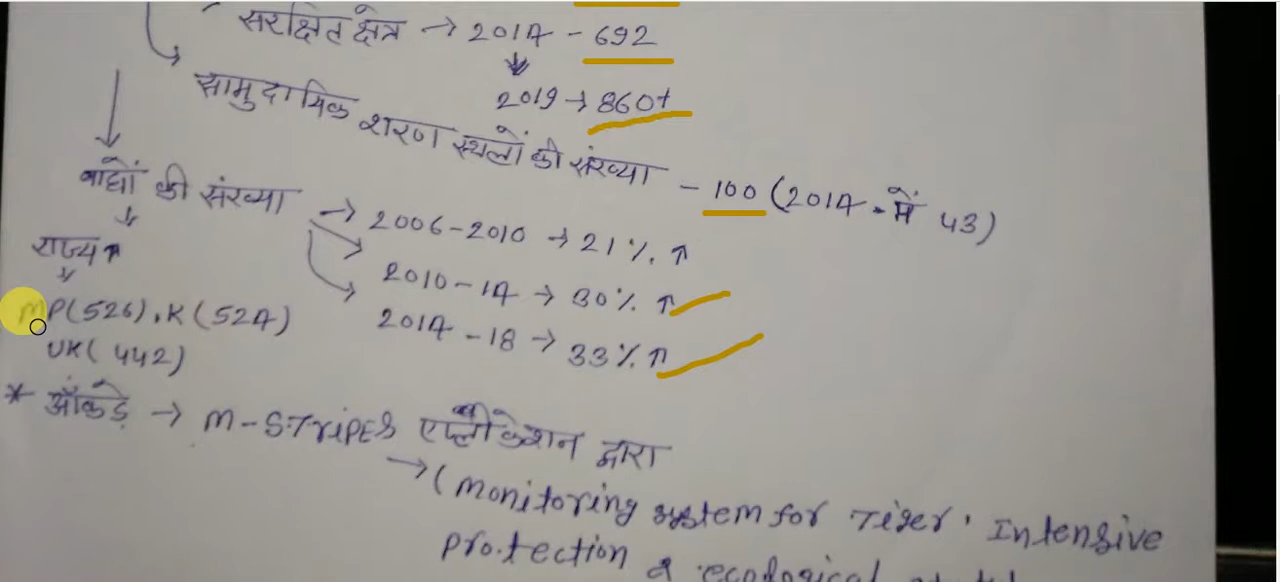 संरक्षित क्षेत्र → 2014 - 692
2019 → 860+
सामुदायिक शरण स्थलों की संख्या - 100 (2014 - में 43)
बाघों की संख्या → 2006-2010 → 21% ↑
2010-14 → 30% ↑
2014-18 → 33% ↑
राज्य
MP(526), K(524)
UK(442)
* आँकड़े → M-STripES एप्लीकेशन द्वारा
→ (Monitoring system for Tiger, Intensive
protection & ecological